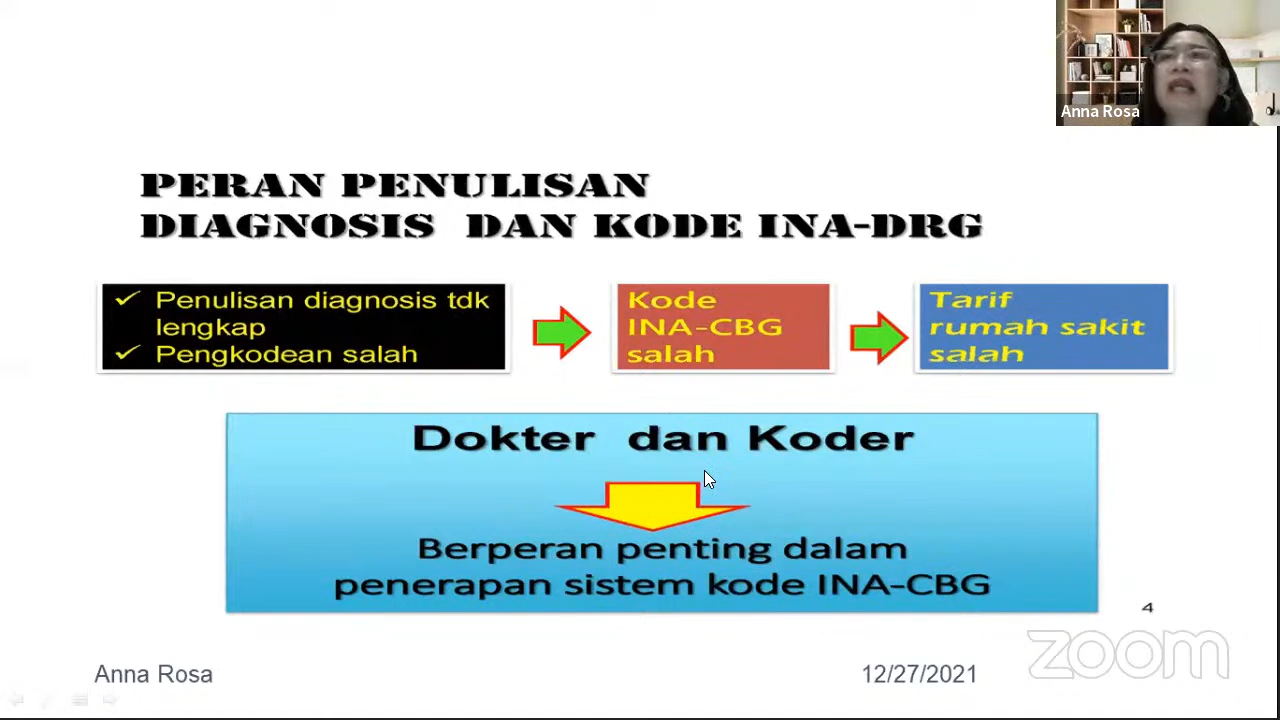 Anna Rosa
PERAN PENULISAN
DIAGNOSIS DAN KODE INA-DRG
✓ Penulisan diagnosis tdk
lengkap
✓ Pengkodean salah
Kode
INA-CBG
salah
Tarif
rumah sakit
salah
Dokter dan Koder
Berperan penting dalam
penerapan sistem kode INA-CBG
4
Anna Rosa
12/27/2021
zoom